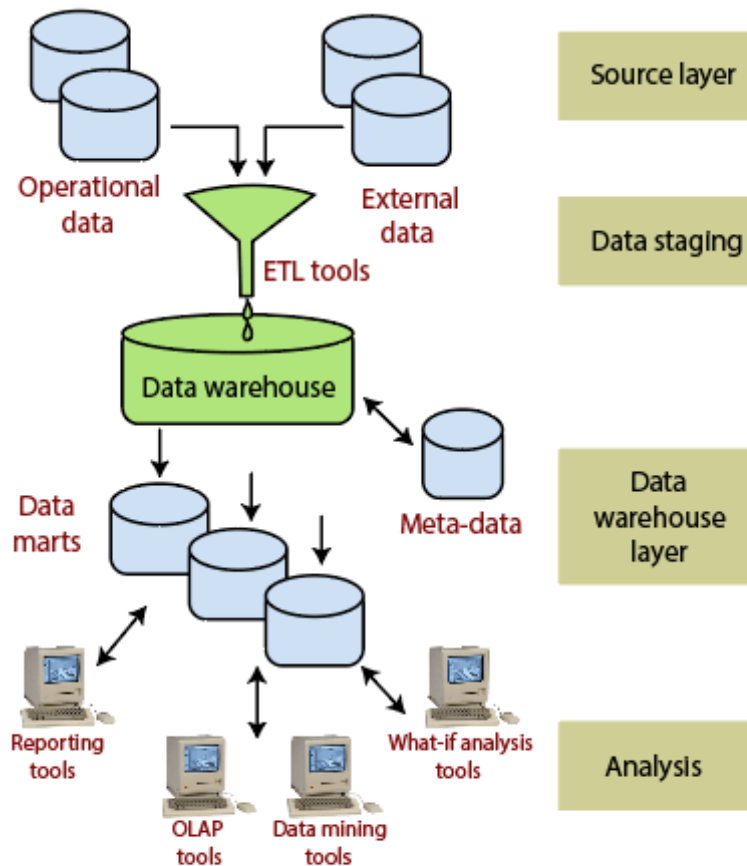 Source layer
Operational
data
External
data
Data staging
ETL tools
Data warehouse
Data
marts
Meta-data
Data
warehouse
layer
Reporting
tools
What-if analysis
tools
Analysis
OLAP
tools
Data mining
tools